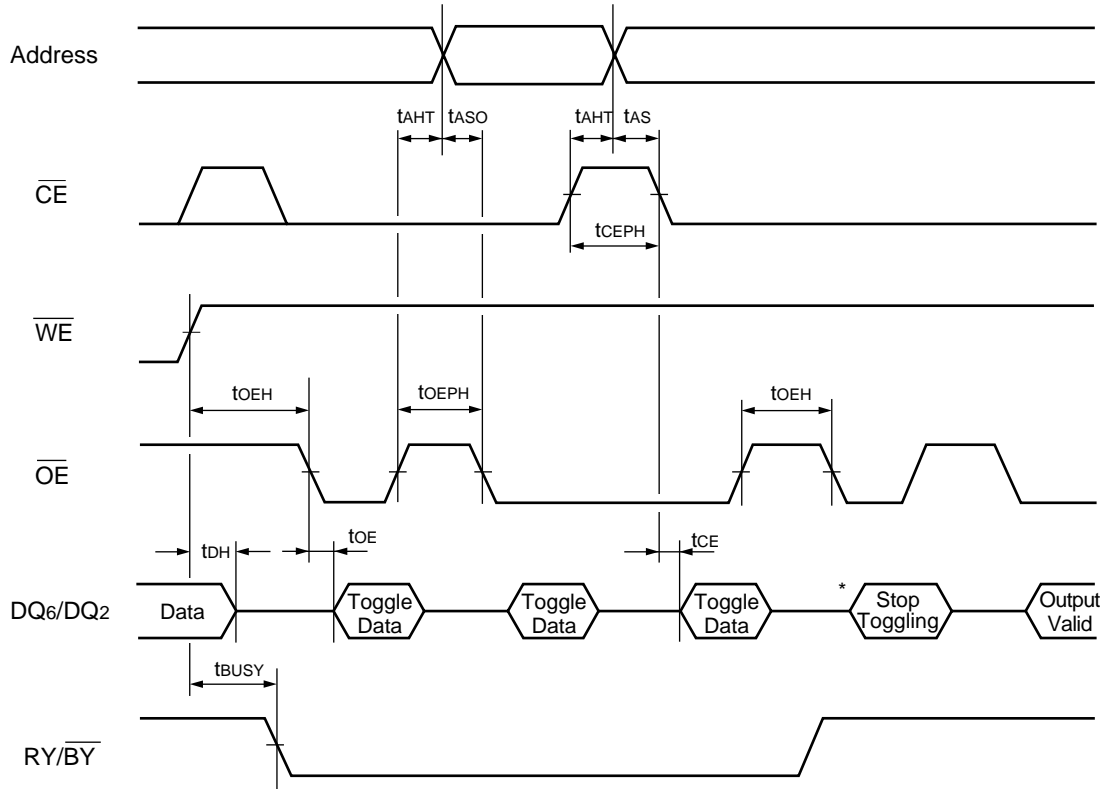 Address
tAHT tASO tAHT tAS
CE
tCEPH
WE
tOEH tOEPH tOEH
OE
tDH tOE tCE
DQ6/DQ2 Data Toggle Data Toggle Data Toggle Data * Stop Toggling Output Valid
tBUSY
RY/BY